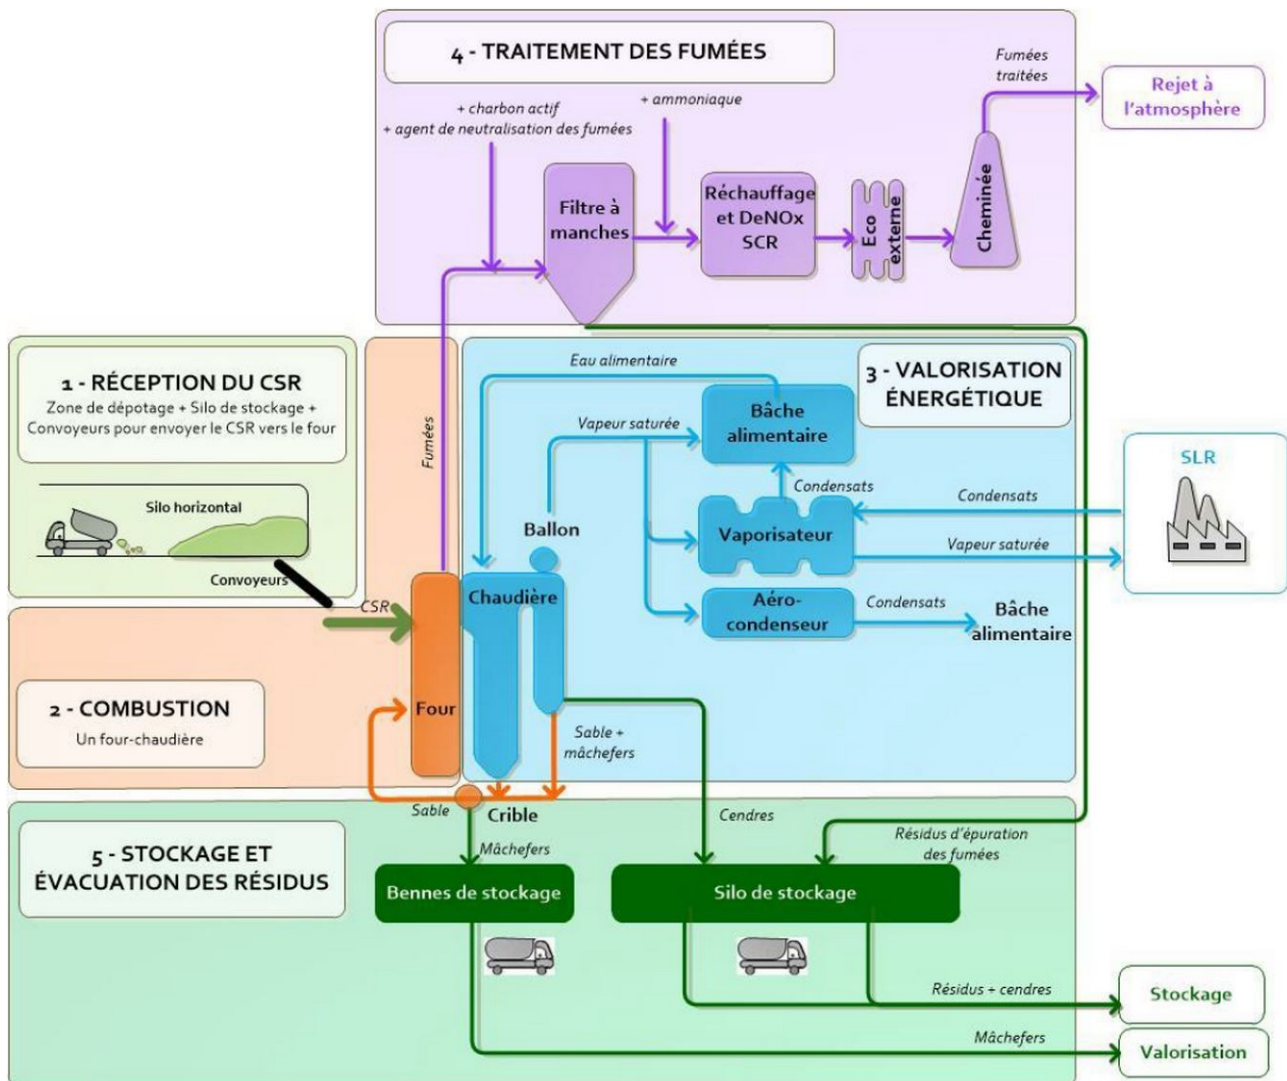 4 - TRAITEMENT DES FUMÉES
Fumées
traitées
Rejet à
l'atmosphère
+ charbon actif
+ agent de neutralisation des fumées
+ ammoniaque
Filtre à
manches
Réchauffage
et DeNOx
SCR
Eco
externe
Cheminée
1 - RÉCEPTION DU CSR
Zone de dépotage + Silo de stockage +
Convoyeurs pour envoyer le CSR vers le four
Silo horizontal
Convoyeurs
CSR
Fumées
3 - VALORISATION
ÉNERGÉTIQUE
Eau alimentaire
Bâche
alimentaire
Vapeur saturée
Condensats
Ballon
Vaporisateur
Condensats
Vapeur saturée
SLR
Chaudière
Aéro-
condenseur
Condensats
Bâche
alimentaire
2 - COMBUSTION
Un four-chaudière
Four
Sable +
mâchefers
Sable
Crible
Cendres
Résidus d'épuration
des fumées
5 - STOCKAGE ET
ÉVACUATION DES RÉSIDUS
Mâchefers
Bennes de stockage
Silo de stockage
Résidus + cendres
Stockage
Mâchefers
Valorisation